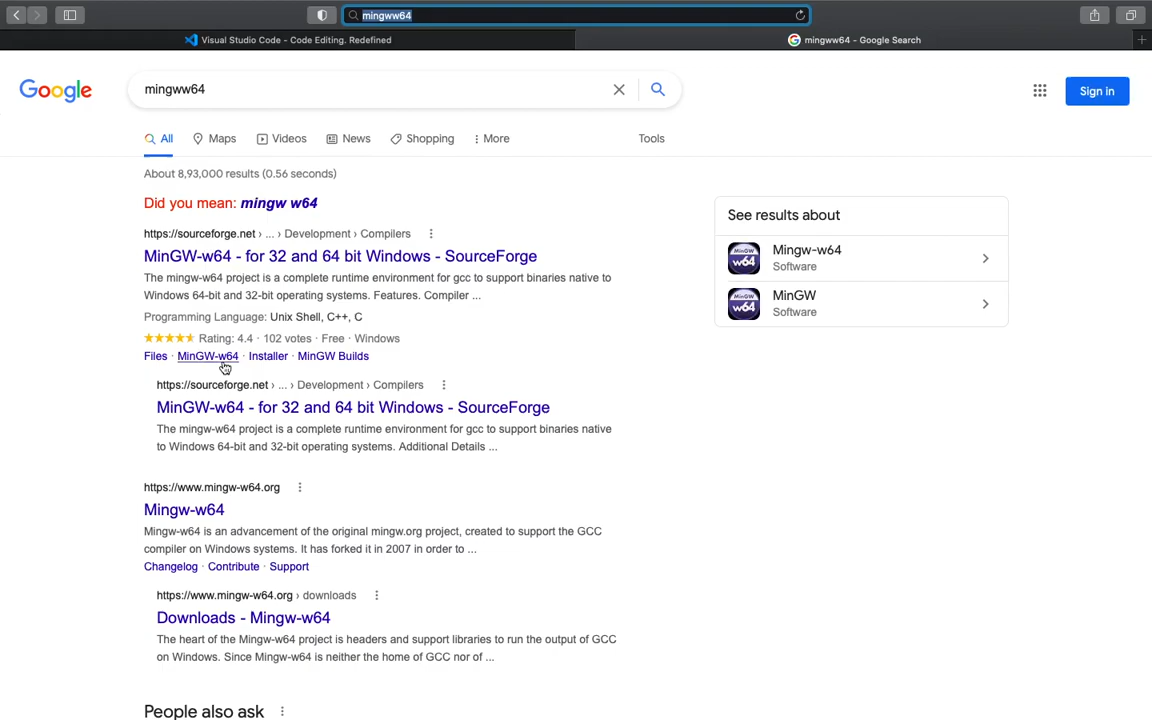 mingww64
Visual Studio Code - Code Editing. Redefined
mingww64 - Google Search
Google
mingww64
Sign in
All
Maps
Videos
News
Shopping
More
Tools
About 8,93,000 results (0.56 seconds)
Did you mean: mingw w64
https://sourceforge.net › ... › Development › Compilers
MinGW-w64 - for 32 and 64 bit Windows - SourceForge
The mingw-w64 project is a complete runtime environment for gcc to support binaries native to
Windows 64-bit and 32-bit operating systems. Features. Compiler ...
Programming Language: Unix Shell, C++, C
Rating: 4.4 · 102 votes · Free · Windows
Files · MinGW-w64 · Installer · MinGW Builds
https://sourceforge.net › ... › Development › Compilers
MinGW-w64 - for 32 and 64 bit Windows - SourceForge
The mingw-w64 project is a complete runtime environment for gcc to support binaries native
to Windows 64-bit and 32-bit operating systems. Additional Details ...
https://www.mingw-w64.org
Mingw-w64
Mingw-w64 is an advancement of the original mingw.org project, created to support the GCC
compiler on Windows systems. It has forked it in 2007 in order to ...
Changelog · Contribute · Support
https://www.mingw-w64.org › downloads
Downloads - Mingw-w64
The heart of the Mingw-w64 project is headers and support libraries to run the output of GCC
on Windows. Since Mingw-w64 is neither the home of GCC nor of ...
People also ask
See results about
MinGW
w64
Mingw-w64
Software
MinGW
w64
MinGW
Software